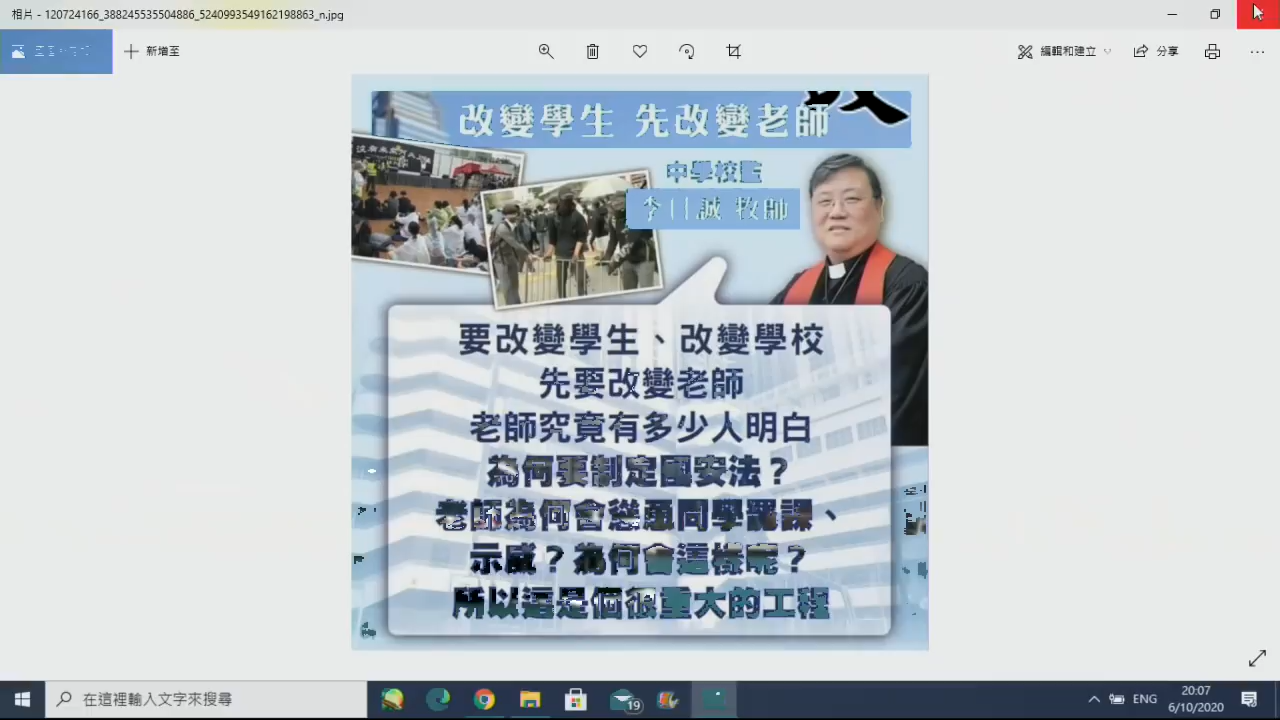 相片 - 120724166_388245535504886_5240993549162198863_n.jpg
新增至
編輯和建立
分享
改變學生 先改變老師
中學校監
李日誠 牧師
要改變學生、改變學校
先要改變老師
老師究竟有多少人明白
為何要制定國安法？
老師為何會慫恿同學罷課、
示威？為何會這樣呢？
所以這是個很重大的工程
在這裡輸入文字來搜尋
19
ENG
20:07
6/10/2020